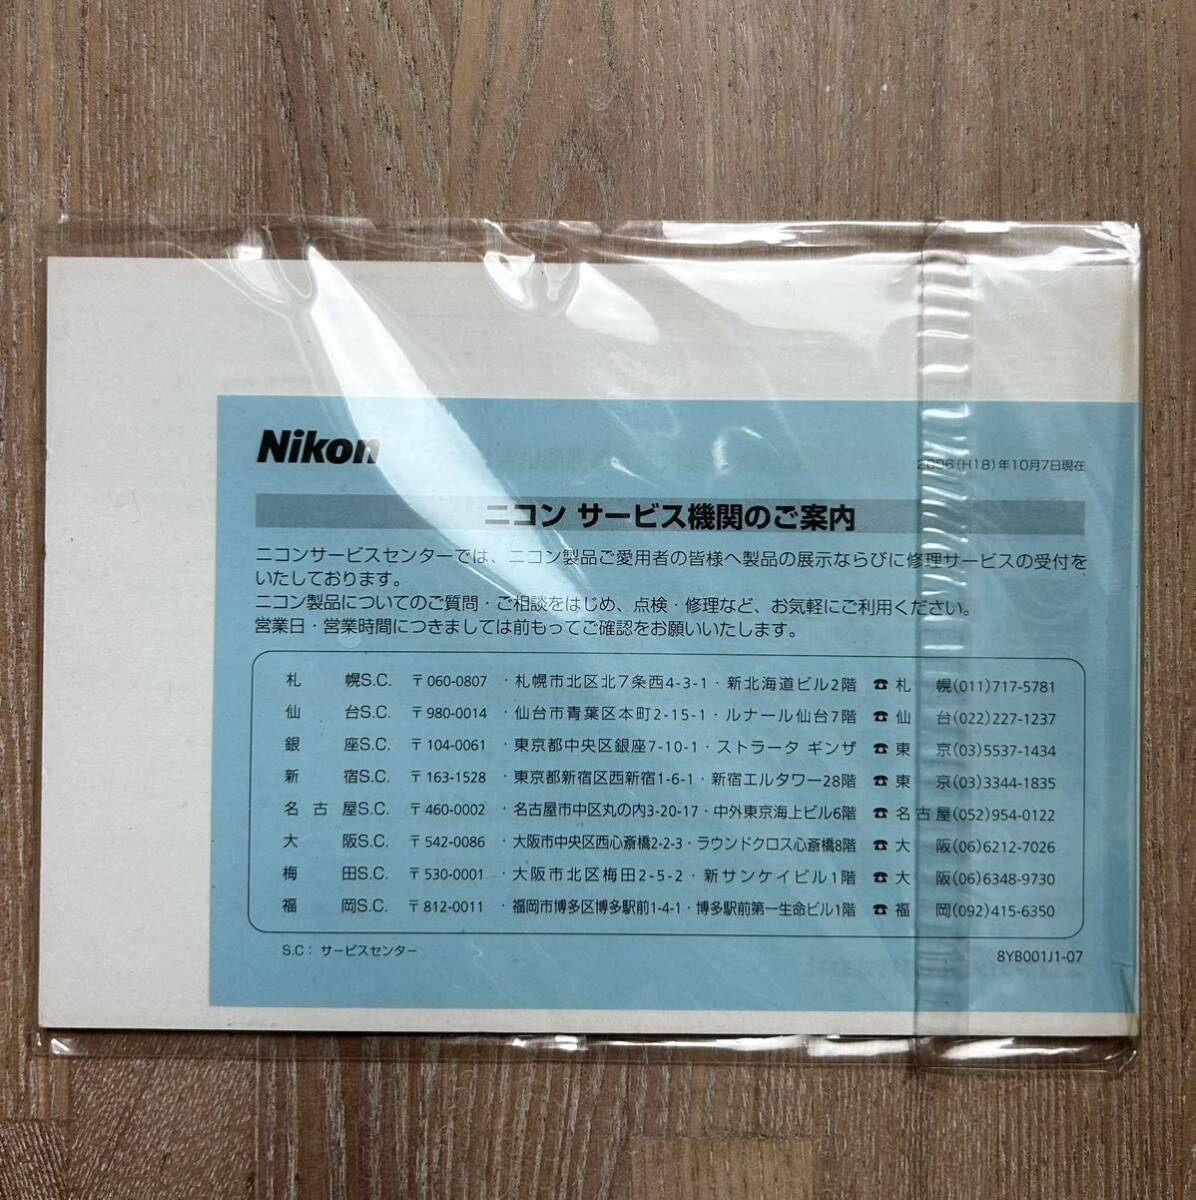 Nikon
2006(H18)年10月7日現在
ニコン サービス機関のご案内
ニコンサービスセンターでは、ニコン製品ご愛用者の皆様へ製品の展示ならびに修理サービスの受付を
いたしております。
ニコン製品についてのご質問・ご相談をはじめ、点検・修理など、お気軽にご利用ください。
営業日・営業時間につきましては前もってご確認をお願いいたします。
札幌S.C. 〒060-0807 ・札幌市北区北7条西4-3-1・新北海道ビル2階 ☎札幌(011)717-5781
仙台S.C. 〒980-0014 ・仙台市青葉区本町2-15-1・ルナール仙台7階 ☎仙台(022)227-1237
銀座S.C. 〒104-0061 ・東京都中央区銀座7-10-1・ストラータ ギンザ ☎東京(03)5537-1434
新宿S.C. 〒163-1528 ・東京都新宿区西新宿1-6-1・新宿エルタワー28階 ☎東京(03)3344-1835
名古屋S.C. 〒460-0002 ・名古屋市中区丸の内3-20-17・中外東京海上ビル6階 ☎名古屋(052)954-0122
大阪S.C. 〒542-0086 ・大阪市中央区西心斎橋2-2-3・ラウンドクロス心斎橋8階 ☎大阪(06)6212-7026
梅田S.C. 〒530-0001 ・大阪市北区梅田2-5-2・新サンケイビル1階 ☎大阪(06)6348-9730
福岡S.C. 〒812-0011 ・福岡市博多区博多駅前1-4-1・博多駅前第一生命ビル1階 ☎福岡(092)415-6350
S.C：サービスセンター
8YB001J1-07